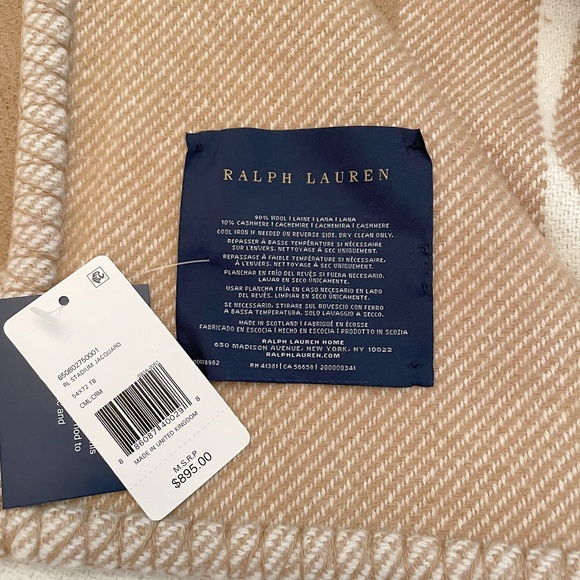 RALPH LAUREN
90% WOOL | LAINE | LANA | LANA
10% CASHMERE | CACHEMIRE | CACHEMIRA | CASHMERE
COOL IRON IF NEEDED ON REVERSE SIDE. DRY CLEAN ONLY.
REPASSER À BASSE TEMPÉRATURE SI NÉCESSAIRE
SUR L'ENVERS. NETTOYAGE À SEC UNIQUEMENT.
REPASSAGE À FAIBLE TEMPÉRATURE SI NÉCESSAIRE,
À L'ENVERS. NETTOYAGE À SEC UNIQUEMENT.
PLANCHAR EN FRÍO DEL REVÉS SI FUERA NECESARIO.
LAVAR EN SECO ÚNICAMENTE.
USAR PLANCHA FRÍA EN CASO NECESARIO EN LADO
DEL REVÉS. LIMPIAR EN SECO ÚNICAMENTE.
SE NECESSARIO, STIRARE SUL ROVESCIO CON FERRO
A BASSA TEMPERATURA. SOLO LAVAGGIO A SECCO.
MADE IN SCOTLAND | FABRIQUÉ EN ÉCOSSE
FABRICADO EN ESCOCIA | HECHO EN ESCOCIA | PRODOTTO IN SCOZIA
RALPH LAUREN HOME
650 MADISON AVENUE, NEW YORK, NY 10022
RALPHLAUREN.COM
RN 41381 | CA 56658 | 200000341
650802750001
RL STADIUM JACQUARD
54X72 TB
CML/CRM
8 86087 40029 8
MADE IN UNITED KINGDOM
M.S.R.P
$895.00
and